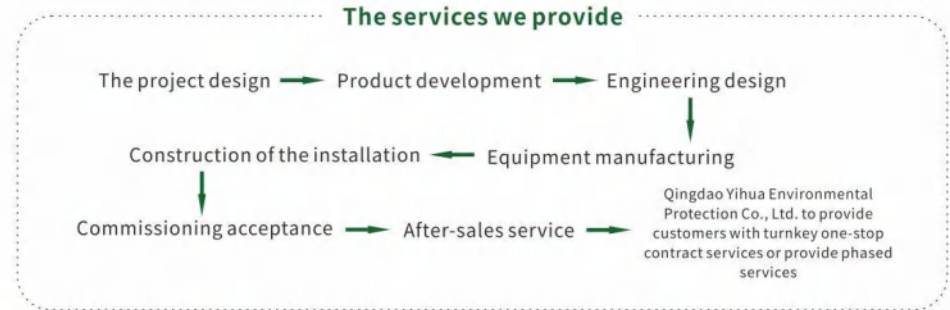 The services we provide
The project design
Product development
Engineering design
Equipment manufacturing
Construction of the installation
Commissioning acceptance
After-sales service
Qingdao Yihua Environmental
Protection Co., Ltd. to provide
customers with turnkey one-stop
contract services or provide phased
services